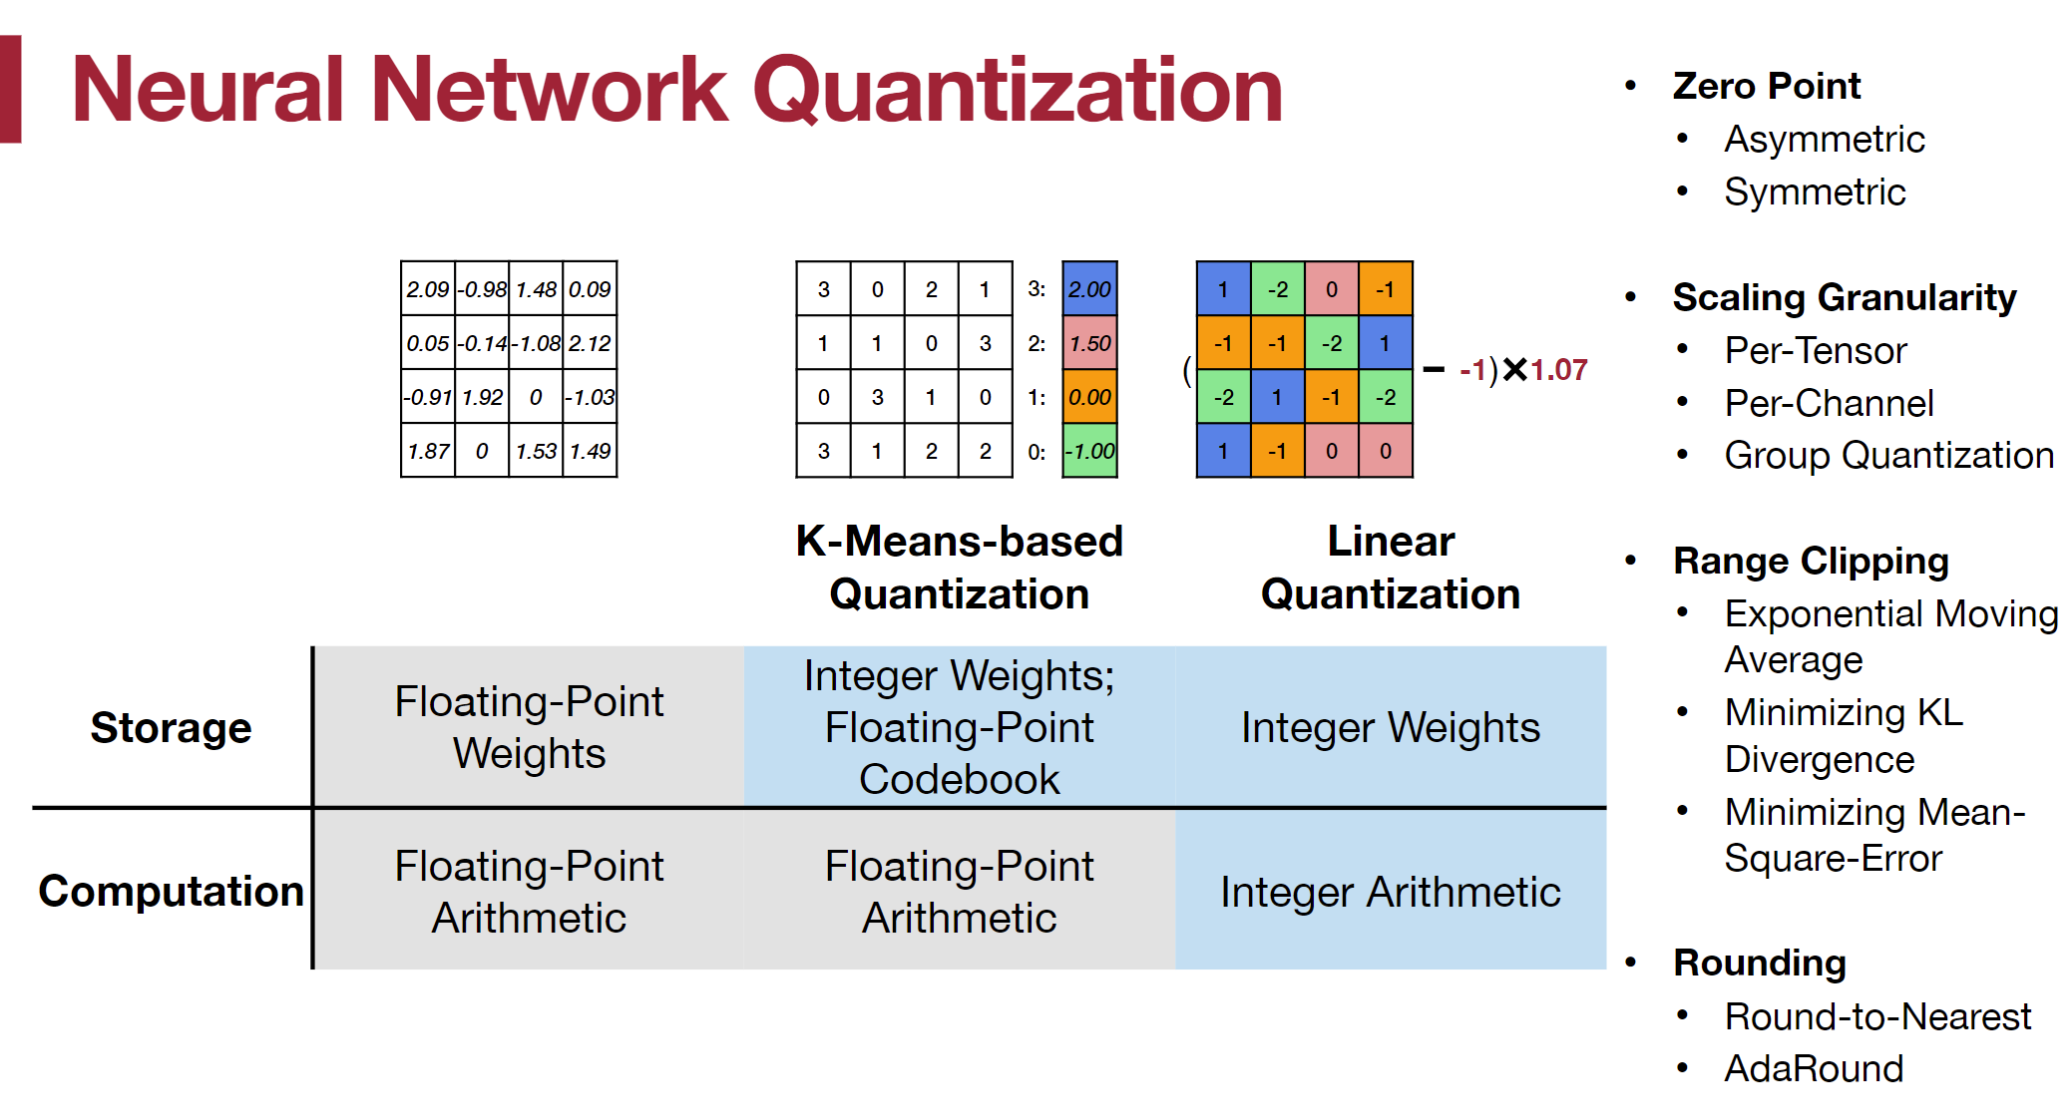 Neural Network Quantization
2.09 -0.98 1.48 0.09
0.05 -0.14 -1.08 2.12
-0.91 1.92 0 -1.03
1.87 0 1.53 1.49
3 0 2 1 3: 2.00
1 1 0 3 2: 1.50
0 3 1 0 1: 0.00
3 1 2 2 0: -1.00
1 -2 0 -1
-1 -1 -2 1
( − -1)×1.07
-2 1 -1 -2
1 -1 0 0
K-Means-based
Quantization
Linear
Quantization
Storage
Floating-Point
Weights
Integer Weights;
Floating-Point
Codebook
Integer Weights
Computation
Floating-Point
Arithmetic
Floating-Point
Arithmetic
Integer Arithmetic
• Zero Point
• Asymmetric
• Symmetric
• Scaling Granularity
• Per-Tensor
• Per-Channel
• Group Quantization
• Range Clipping
• Exponential Moving
Average
• Minimizing KL
Divergence
• Minimizing Mean-
Square-Error
• Rounding
• Round-to-Nearest
• AdaRound